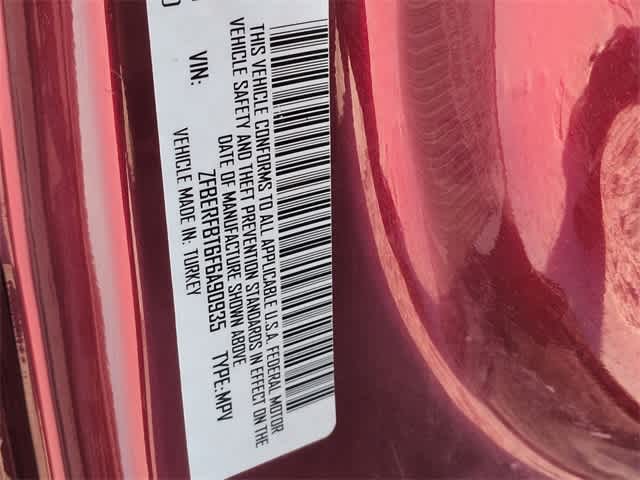 THIS VEHICLE CONFORMS TO ALL APPLICABLE U.S.A. FEDERAL MOTOR
VEHICLE SAFETY AND THEFT PREVENTION STANDARDS IN EFFECT ON THE
DATE OF MANUFACTURE SHOWN ABOVE
VIN: ZFBERFBT6F6A90935 TYPE: MPV
VEHICLE MADE IN: TURKEY